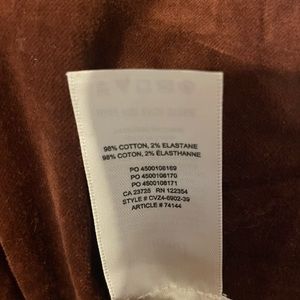 98% COTTON, 2% ELASTANE
98% COTON, 2% ÉLASTHANNE
PO 4500108169
PO 4500108170
PO 4500108171
CA 23725 RN 122354
STYLE # CVZ4-6902-39
ARTICLE # 74144